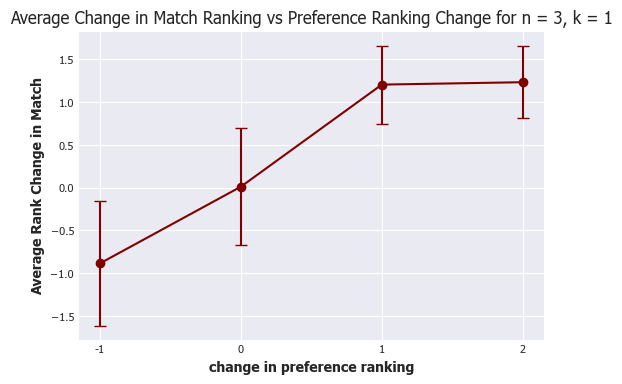 Average Change in Match Ranking vs Preference Ranking Change for n = 3, k = 1
Average Rank Change in Match
1.5
1.0
0.5
0.0
−0.5
−1.0
−1.5
-1 0 1 2
change in preference ranking